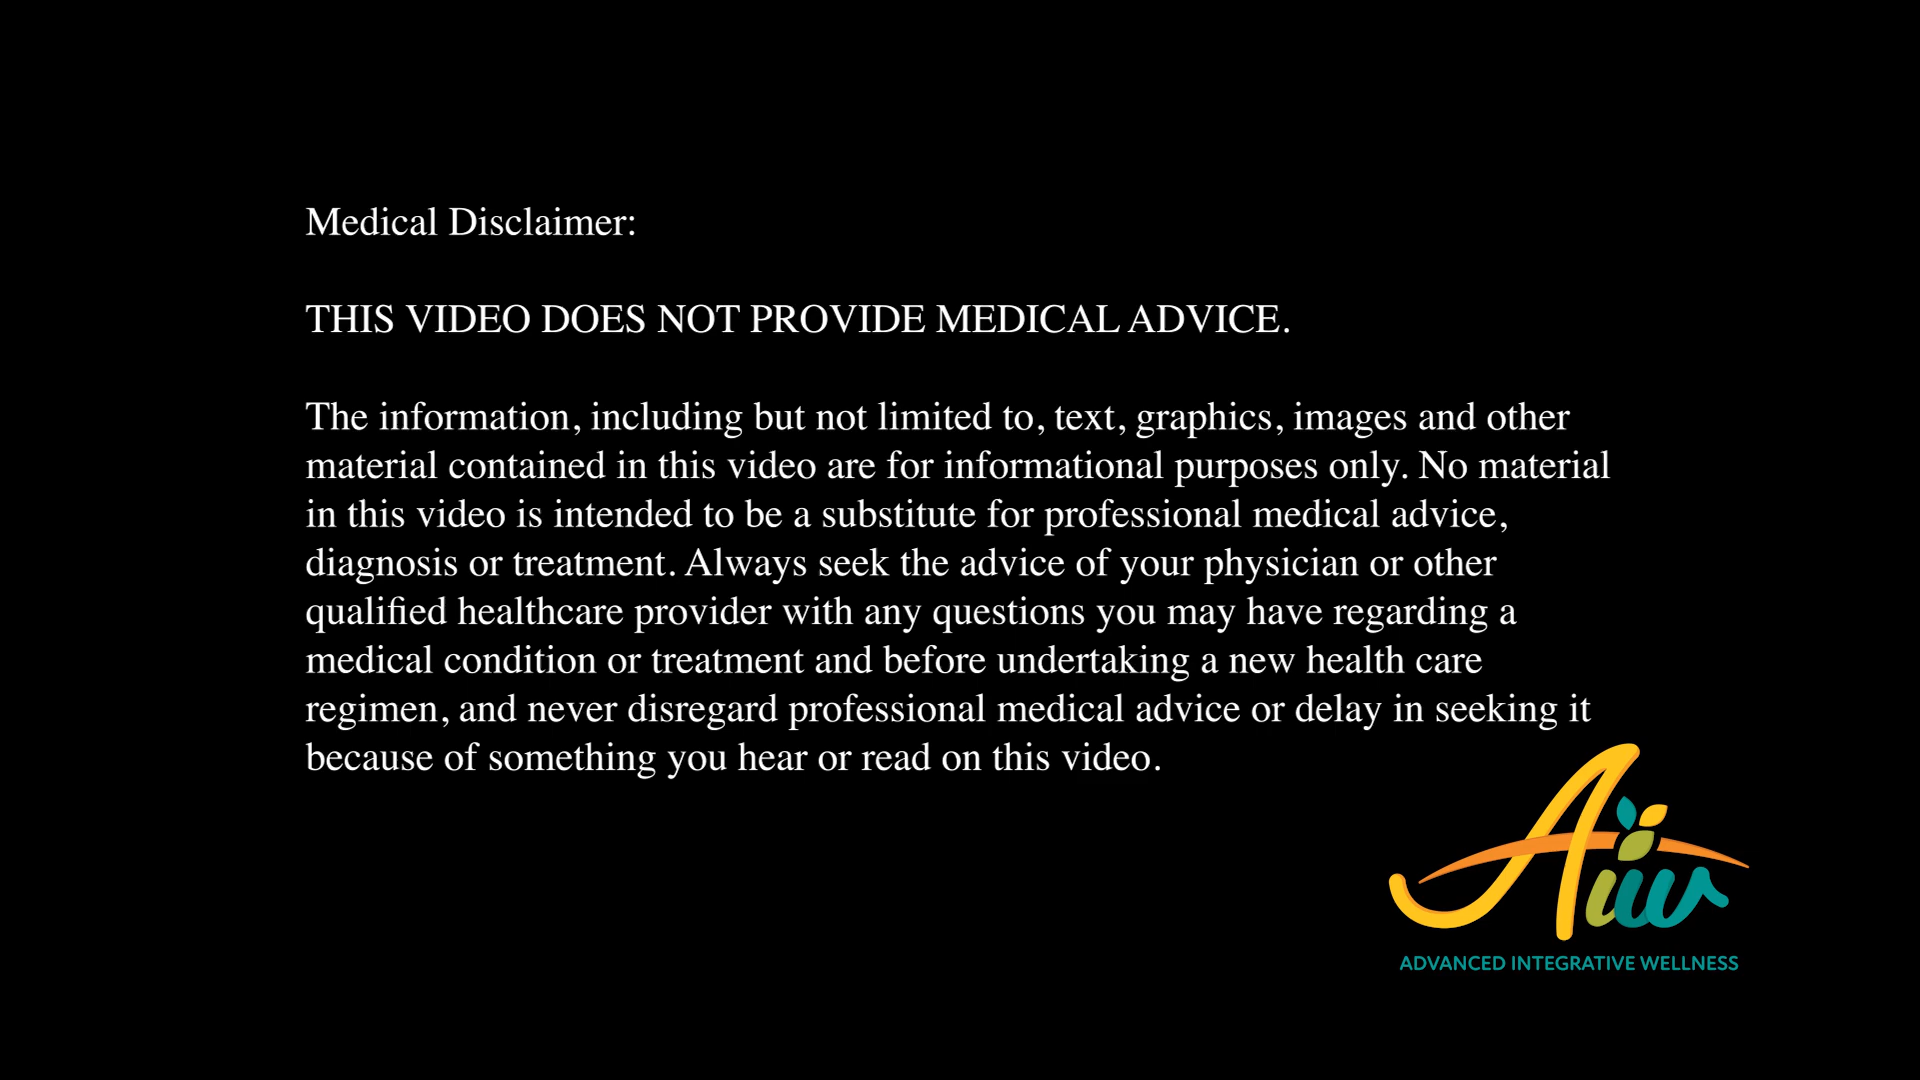 Medical Disclaimer:
THIS VIDEO DOES NOT PROVIDE MEDICAL ADVICE.
The information, including but not limited to, text, graphics, images and other
material contained in this video are for informational purposes only. No material
in this video is intended to be a substitute for professional medical advice,
diagnosis or treatment. Always seek the advice of your physician or other
qualified healthcare provider with any questions you may have regarding a
medical condition or treatment and before undertaking a new health care
regimen, and never disregard professional medical advice or delay in seeking it
because of something you hear or read on this video.
Aiw
ADVANCED INTEGRATIVE WELLNESS